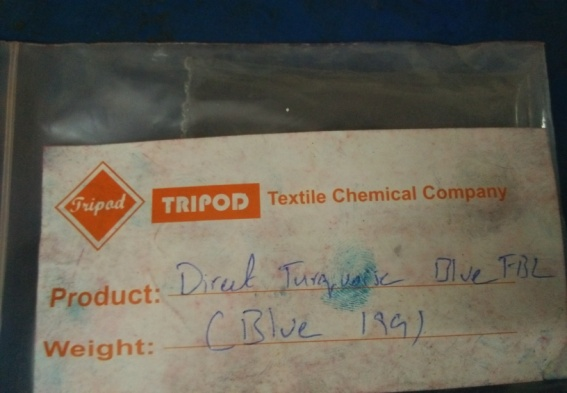 Tripod
TRIPOD Textile Chemical Company
Product: Direct Turquoise Blue FBL
(Blue 199)
Weight: